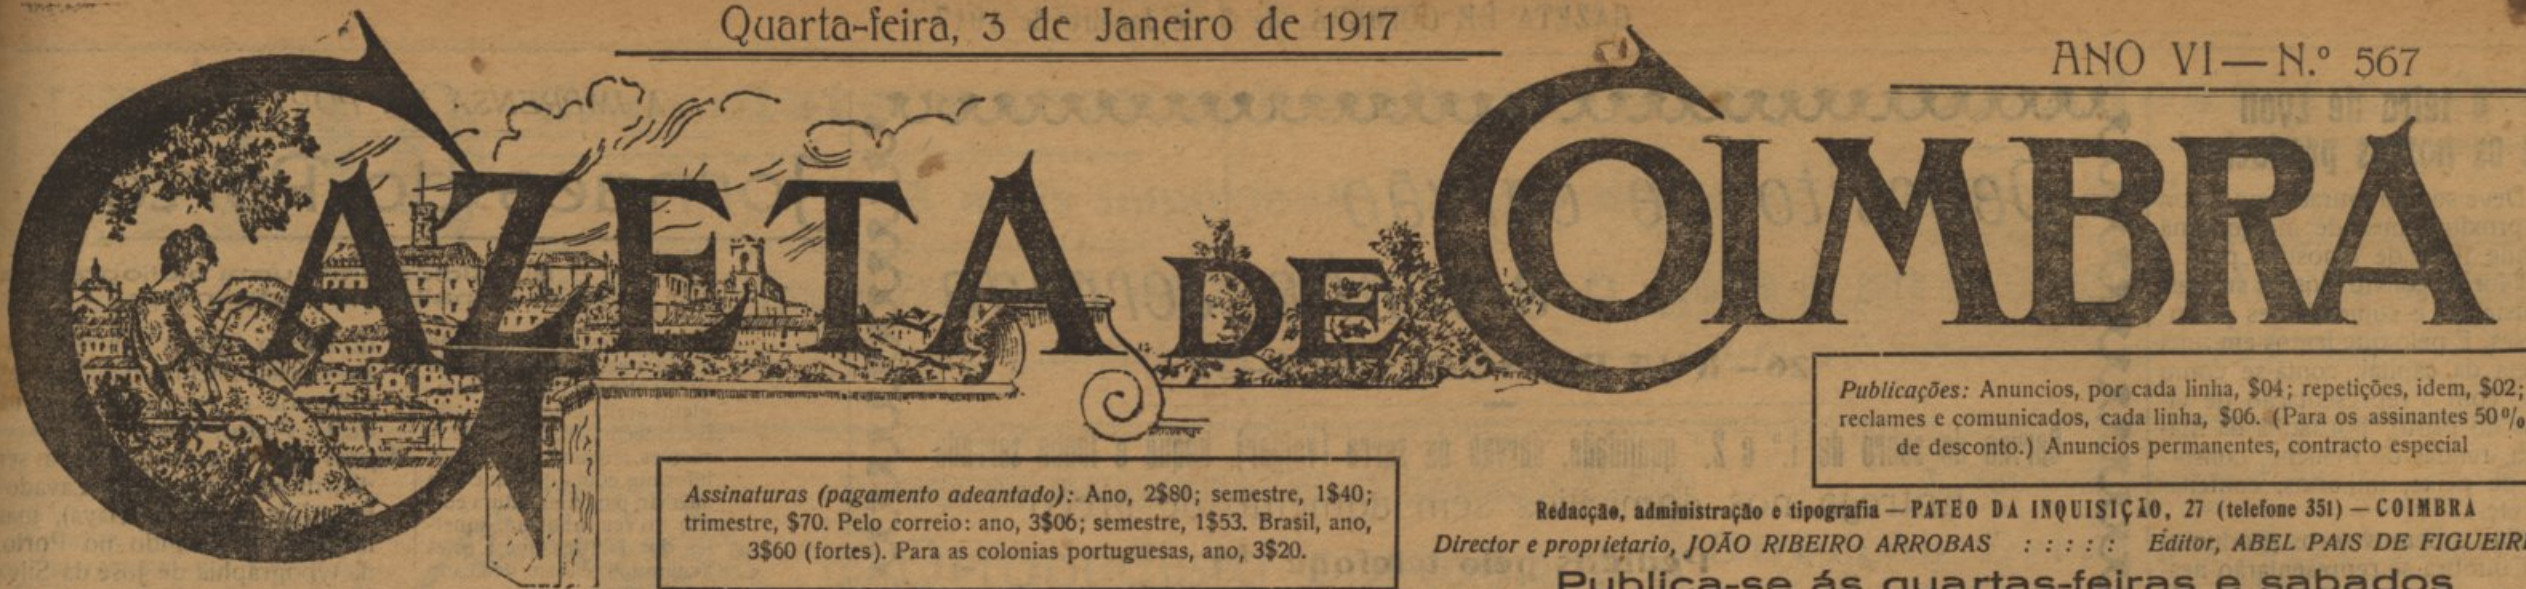 Quarta-feira, 3 de Janeiro de 1917
ANO VI—N.º 567
GAZETA DE COIMBRA
Publicações: Anuncios, por cada linha, $04; repetições, idem, $02;
reclames e comunicados, cada linha, $06. (Para os assinantes 50%
de desconto.) Anuncios permanentes, contracto especial
Assinaturas (pagamento adeantado): Ano, 2$80; semestre, 1$40;
trimestre, $70. Pelo correio: ano, 3$06; semestre, 1$53. Brasil, ano,
3$60 (fortes). Para as colonias portuguesas, ano, 3$20.
Redacção, administração e tipografia—PATEO DA INQUISIÇÃO, 27 (telefone 351)—COIMBRA
Director e proprietario, JOÃO RIBEIRO ARROBAS : : : : : Editor, ABEL PAIS DE
Publica-se ás quartas-feiras e sabados